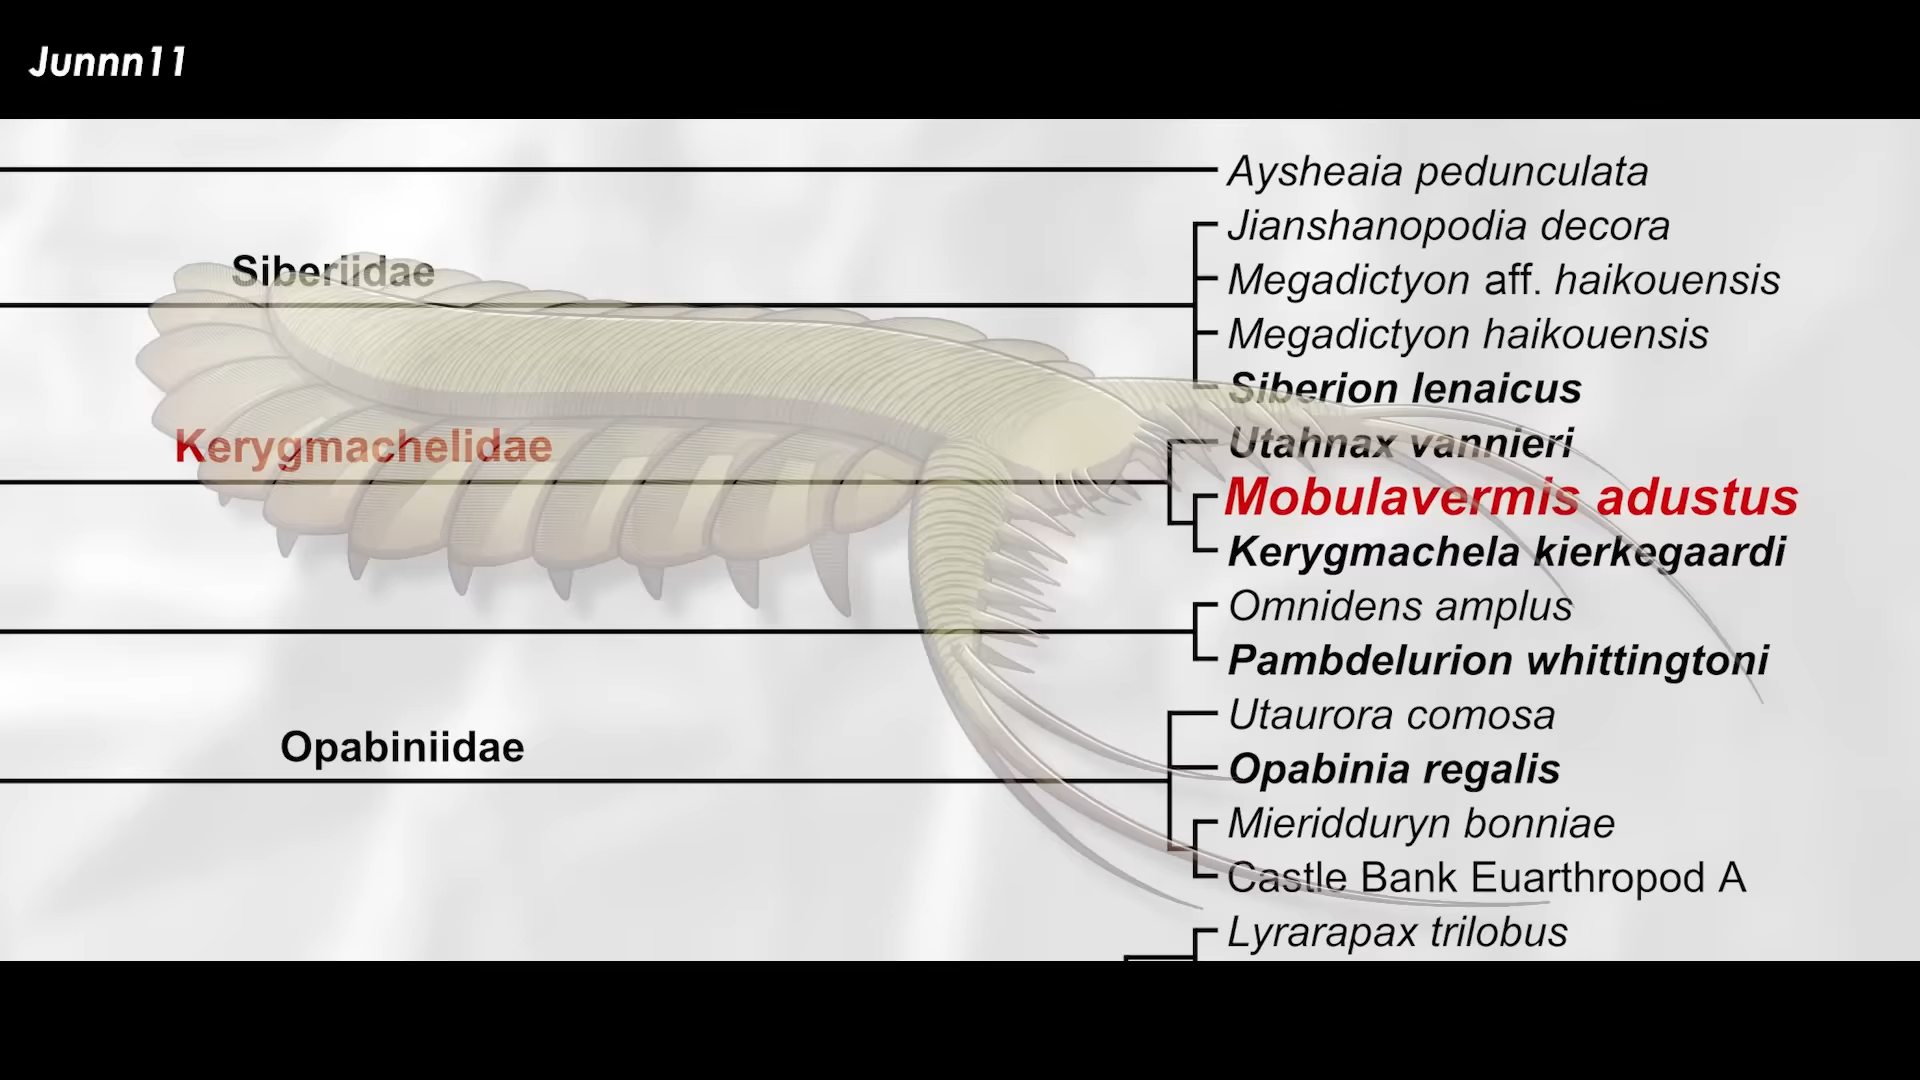 Junnn11
Aysheaia pedunculata
Jianshanopodia decora
Siberiidae
Megadictyon aff. haikouensis
Megadictyon haikouensis
Siberion lenaicus
Kerygmachelidae
Utahnax vannieri
Mobulavermis adustus
Kerygmachela kierkegaardi
Omnidens amplus
Pambdelurion whittingtoni
Utaurora comosa
Opabiniidae
Opabinia regalis
Mieridduryn bonniae
Castle Bank Euarthropod A
Lyrarapax trilobus